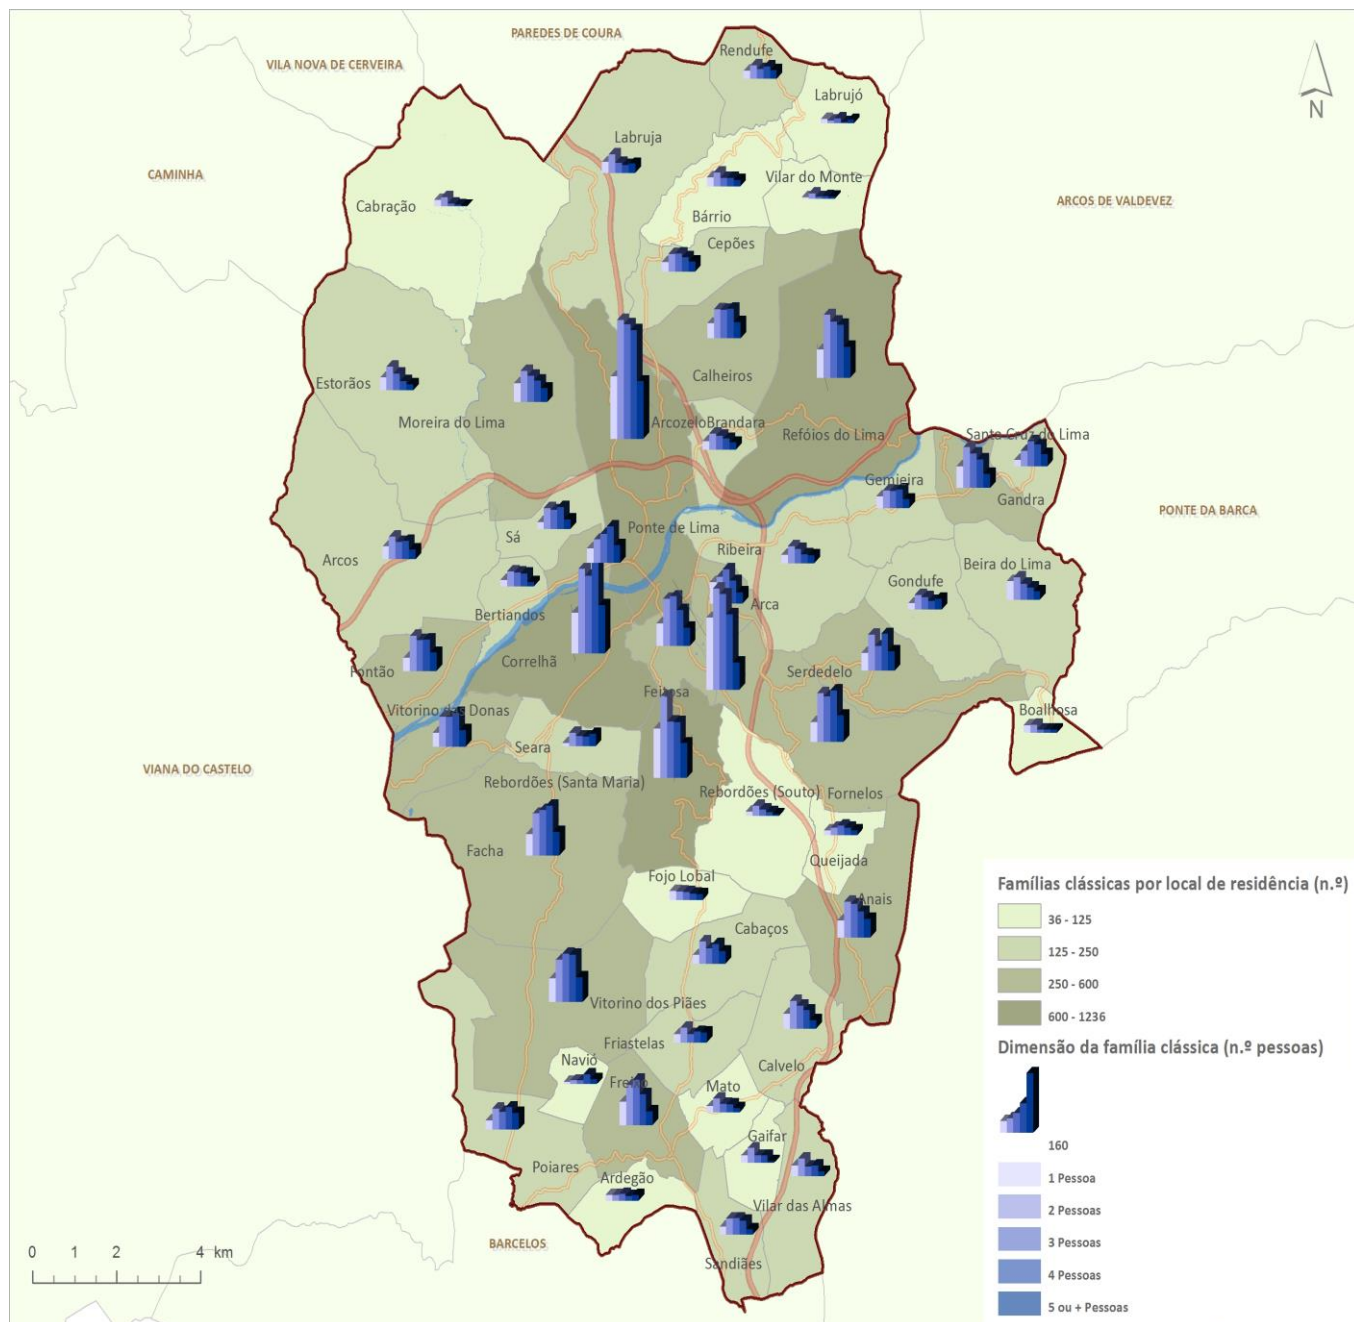 PAREDES DE COURA
VILA NOVA DE CERVEIRA
Rendufe
Labrujó
N
Labruja
CAMINHA
Vilar do Monte
ARCOS DE VALDEVEZ
Cabração
Bárrio
Cepões
Estorãos
Calheiros
Moreira do Lima
Arcozelo
Brandara
Refóios do Lima
Santa Cruz do Lima
Gemieira
Gandra
PONTE DA BARCA
Ponte de Lima
Sá
Ribeira
Arcos
Beira do Lima
Gondufe
Bertiandos
Arca
Correlhã
Fontão
Serdedelo
Feitosa
Vitorino das Donas
Boalhosa
Seara
VIANA DO CASTELO
Rebordões (Santa Maria)
Rebordões (Souto)
Fornelos
Facha
Queijada
Fojo Lobal
Anais
Cabaços
Vitorino dos Piães
Friastelas
Navió
Calvelo
Freixo
Mato
Gaifar
Poiares
Ardegão
Vilar das Almas
BARCELOS
Sandiães
0 1 2 4 km
Famílias clássicas por local de residência (n.º)
36 - 125
125 - 250
250 - 600
600 - 1236
Dimensão da família clássica (n.º pessoas)
160
1 Pessoa
2 Pessoas
3 Pessoas
4 Pessoas
5 ou + Pessoas